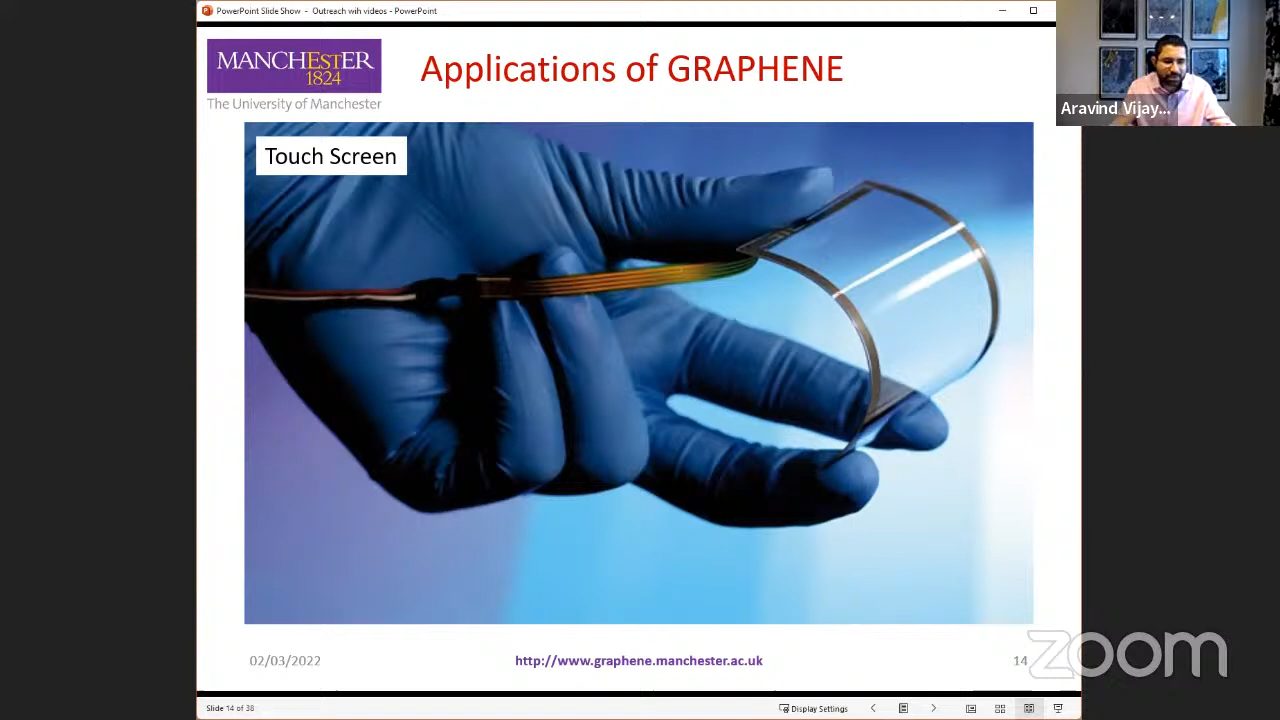 PowerPoint Slide Show - Outreach wih videos - PowerPoint
MANCHESTER
1824
The University of Manchester
Applications of GRAPHENE
Aravind Vijay...
Touch Screen
02/03/2022
http://www.graphene.manchester.ac.uk
14
zoom
Slide 14 of 38
Display Settings